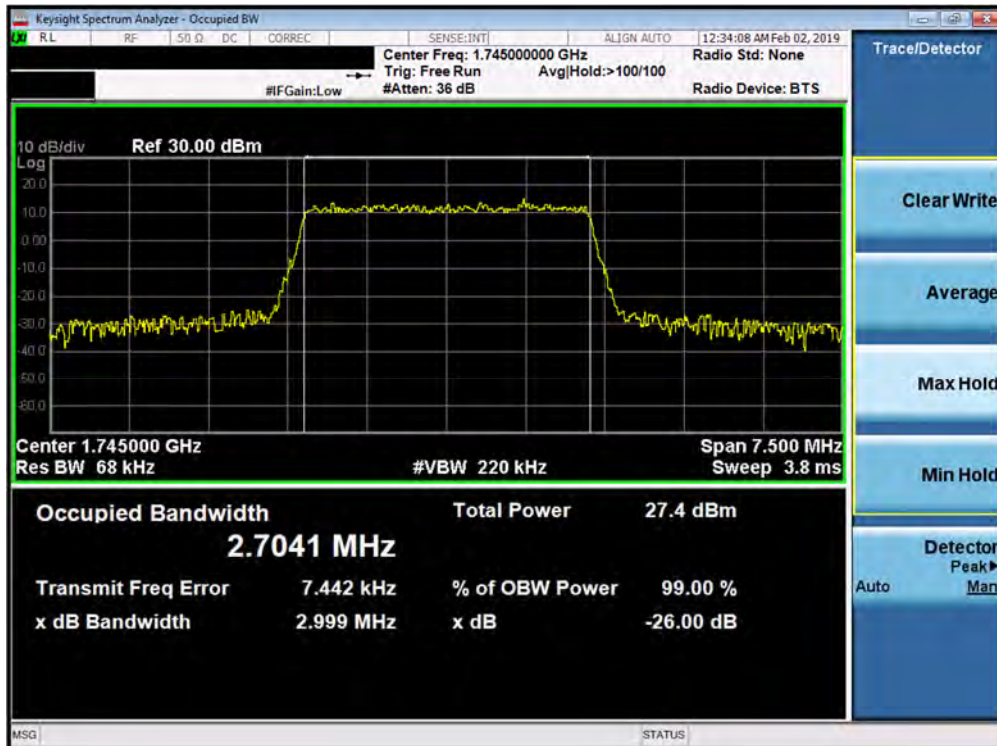 Keysight Spectrum Analyzer - Occupied BW
LXI RL RF 50 Ω DC CORREC SENSE:INT ALIGN AUTO 12:34:08 AM Feb 02, 2019
Center Freq: 1.745000000 GHz Radio Std: None
Trig: Free Run Avg|Hold:>100/100
#IFGain:Low #Atten: 36 dB Radio Device: BTS
10 dB/div Ref 30.00 dBm
Log
20.0
10.0
0.00
-10.0
-20.0
-30.0
-40.0
-50.0
-60.0
Center 1.745000 GHz Span 7.500 MHz
Res BW 68 kHz #VBW 220 kHz Sweep 3.8 ms
Occupied Bandwidth Total Power 27.4 dBm
2.7041 MHz
Transmit Freq Error 7.442 kHz % of OBW Power 99.00 %
x dB Bandwidth 2.999 MHz x dB -26.00 dB
MSG STATUS
Trace/Detector
Clear Write
Average
Max Hold
Min Hold
Detector
Peak▶
Auto Man